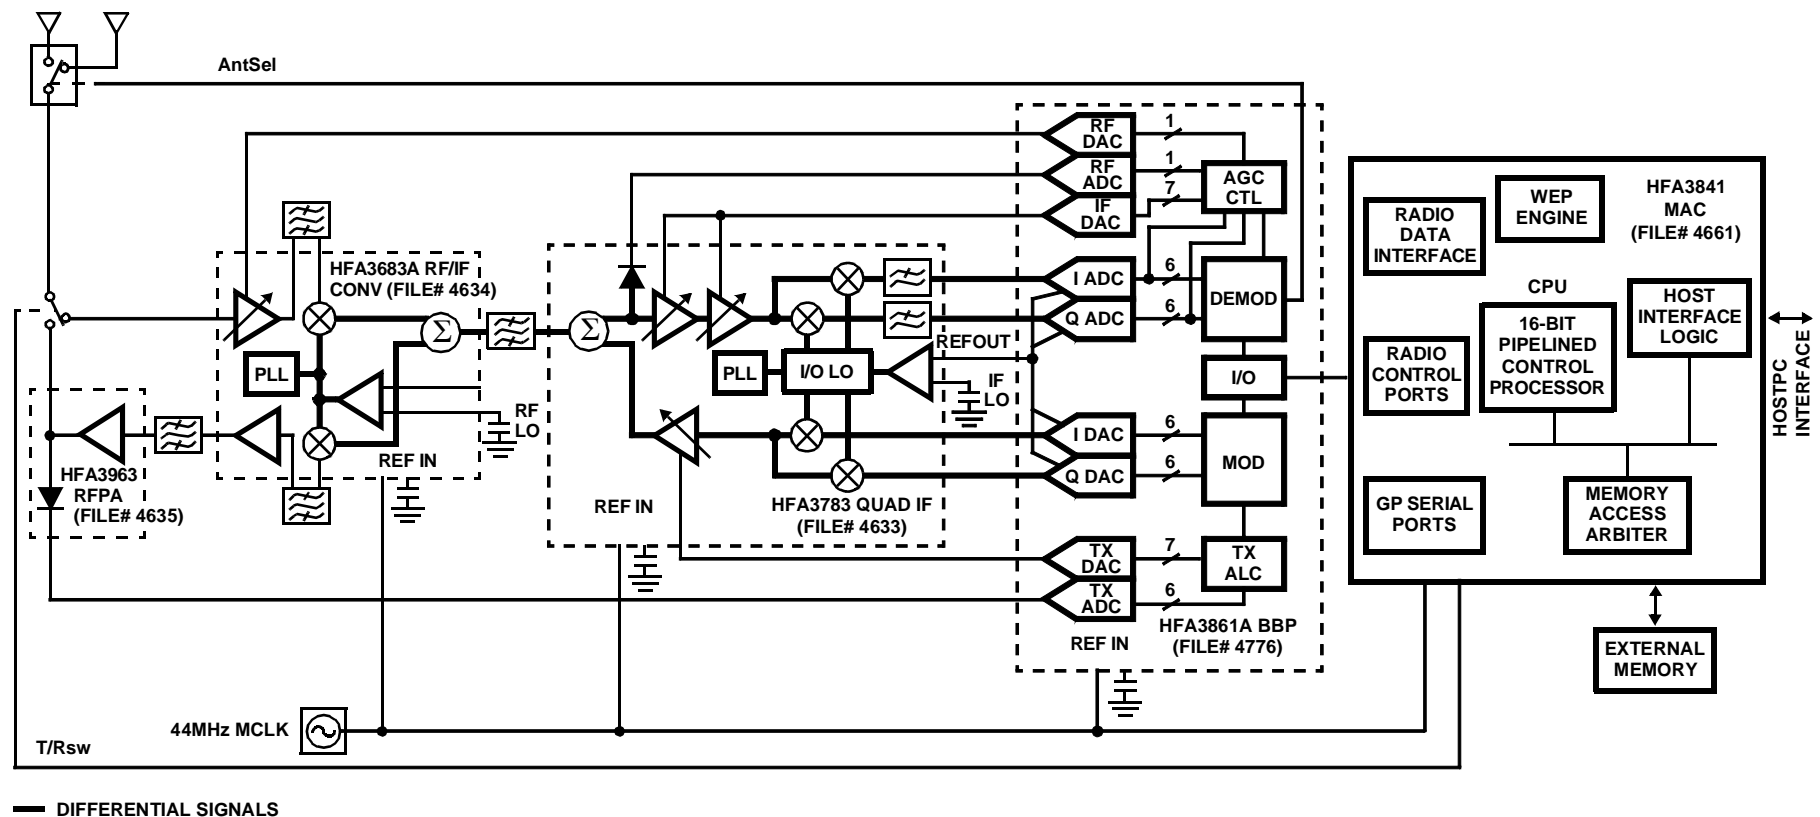 AntSel
RF
DAC
1
RF
ADC
1
IF
DAC
7
AGC
CTL
HFA3841
MAC
(FILE# 4661)
WEP
ENGINE
RADIO
DATA
INTERFACE
HFA3683A RF/IF
CONV (FILE# 4634)
I ADC
6
Q ADC
6
DEMOD
CPU
HOST
INTERFACE
LOGIC
16-BIT
PIPELINED
CONTROL
PROCESSOR
HOSTPC
INTERFACE
Σ
Σ
REFOUT
PLL
PLL
I/O LO
IF
LO
I/O
RADIO
CONTROL
PORTS
RF
LO
I DAC
6
Q DAC
6
MOD
REF IN
HFA3963
RFPA
(FILE# 4635)
REF IN
HFA3783 QUAD IF
(FILE# 4633)
GP SERIAL
PORTS
MEMORY
ACCESS
ARBITER
TX
DAC
7
TX
ADC
6
TX
ALC
HFA3861A BBP
(FILE# 4776)
REF IN
EXTERNAL
MEMORY
44MHz MCLK
T/Rsw
DIFFERENTIAL SIGNALS